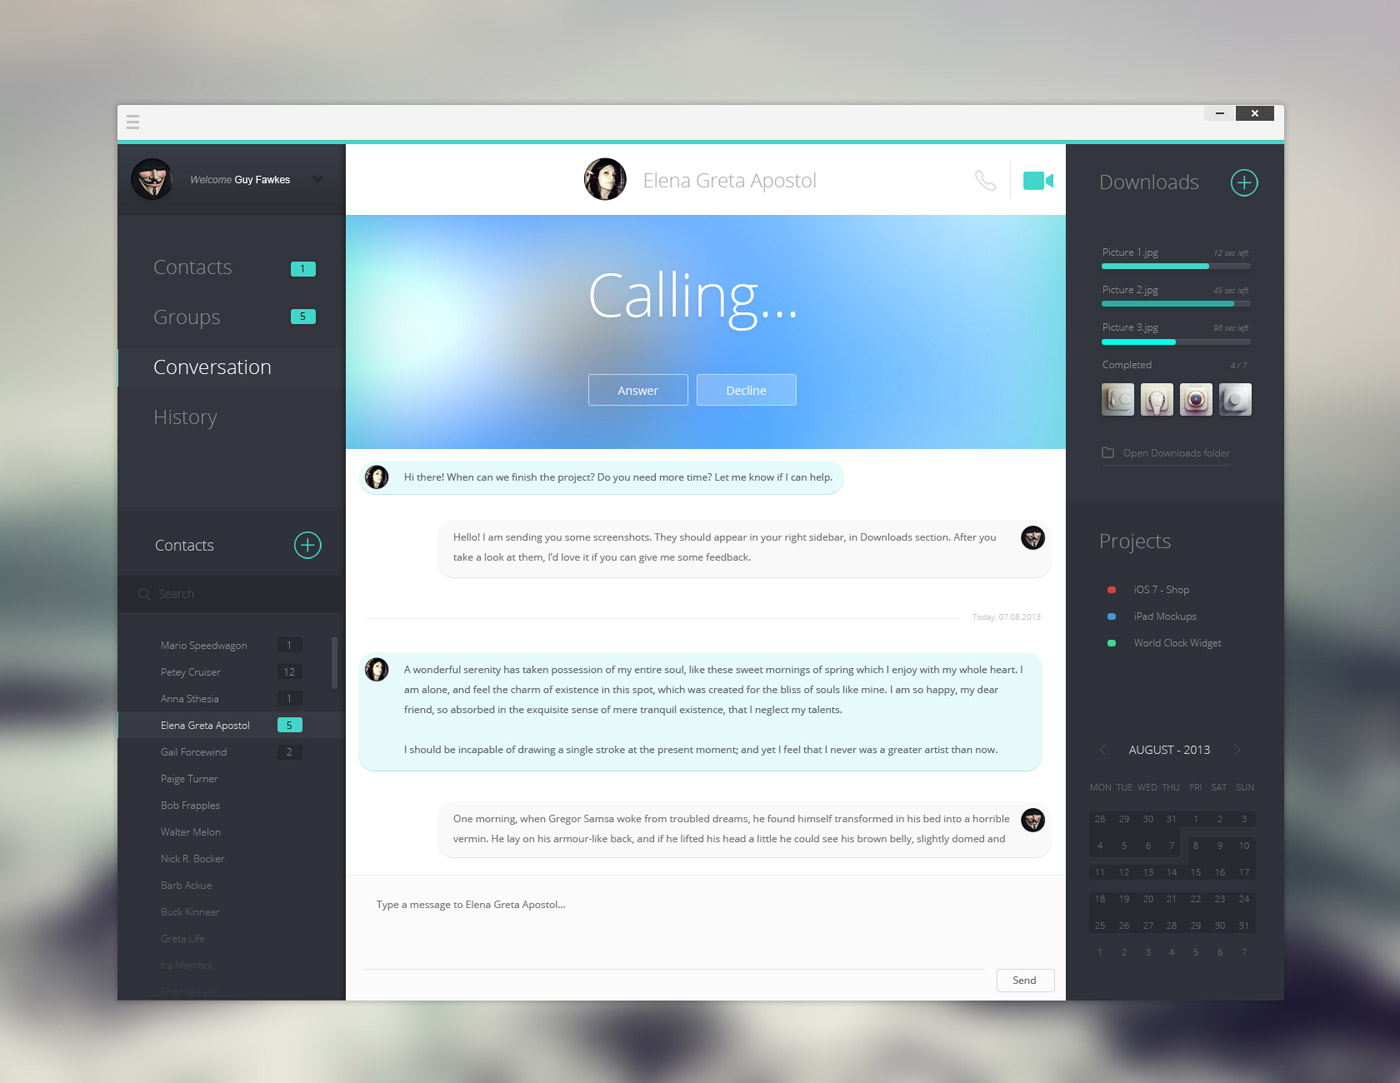 Welcome Guy Fawkes
Contacts 1
Groups 5
Conversation
History
Contacts
Search
Mario Speedwagon 1
Petey Cruiser 12
Anna Sthesia 1
Elena Greta Apostol 5
Gail Forcewind 2
Paige Turner
Bob Frapples
Walter Melon
Nick R. Bocker
Barb Ackue
Buck Kinnear
Greta Life
Ira Membrit
Elena Greta Apostol
Calling...
Answer
Decline
Hi there! When can we finish the project? Do you need more time? Let me know if I can help.
Hello! I am sending you some screenshots. They should appear in your right sidebar, in Downloads section. After you
take a look at them, I'd love it if you can give me some feedback.
Today, 07.08.2013
A wonderful serenity has taken possession of my entire soul, like these sweet mornings of spring which I enjoy with my whole heart. I
am alone, and feel the charm of existence in this spot, which was created for the bliss of souls like mine. I am so happy, my dear
friend, so absorbed in the exquisite sense of mere tranquil existence, that I neglect my talents.
I should be incapable of drawing a single stroke at the present moment; and yet I feel that I never was a greater artist than now.
One morning, when Gregor Samsa woke from troubled dreams, he found himself transformed in his bed into a horrible
vermin. He lay on his armour-like back, and if he lifted his head a little he could see his brown belly, slightly domed and
Type a message to Elena Greta Apostol...
Send
Downloads
Picture 1.jpg 12 sec left
Picture 2.jpg 45 sec left
Picture 3.jpg 98 sec left
Completed 4 / 7
Open Downloads folder
Projects
iOS 7 - Shop
iPad Mockups
World Clock Widget
AUGUST - 2013
MON TUE WED THU FRI SAT SUN
28 29 30 31 1 2 3
4 5 6 7 8 9 10
11 12 13 14 15 16 17
18 19 20 21 22 23 24
25 26 27 28 29 30 31
1 2 3 4 5 6 7